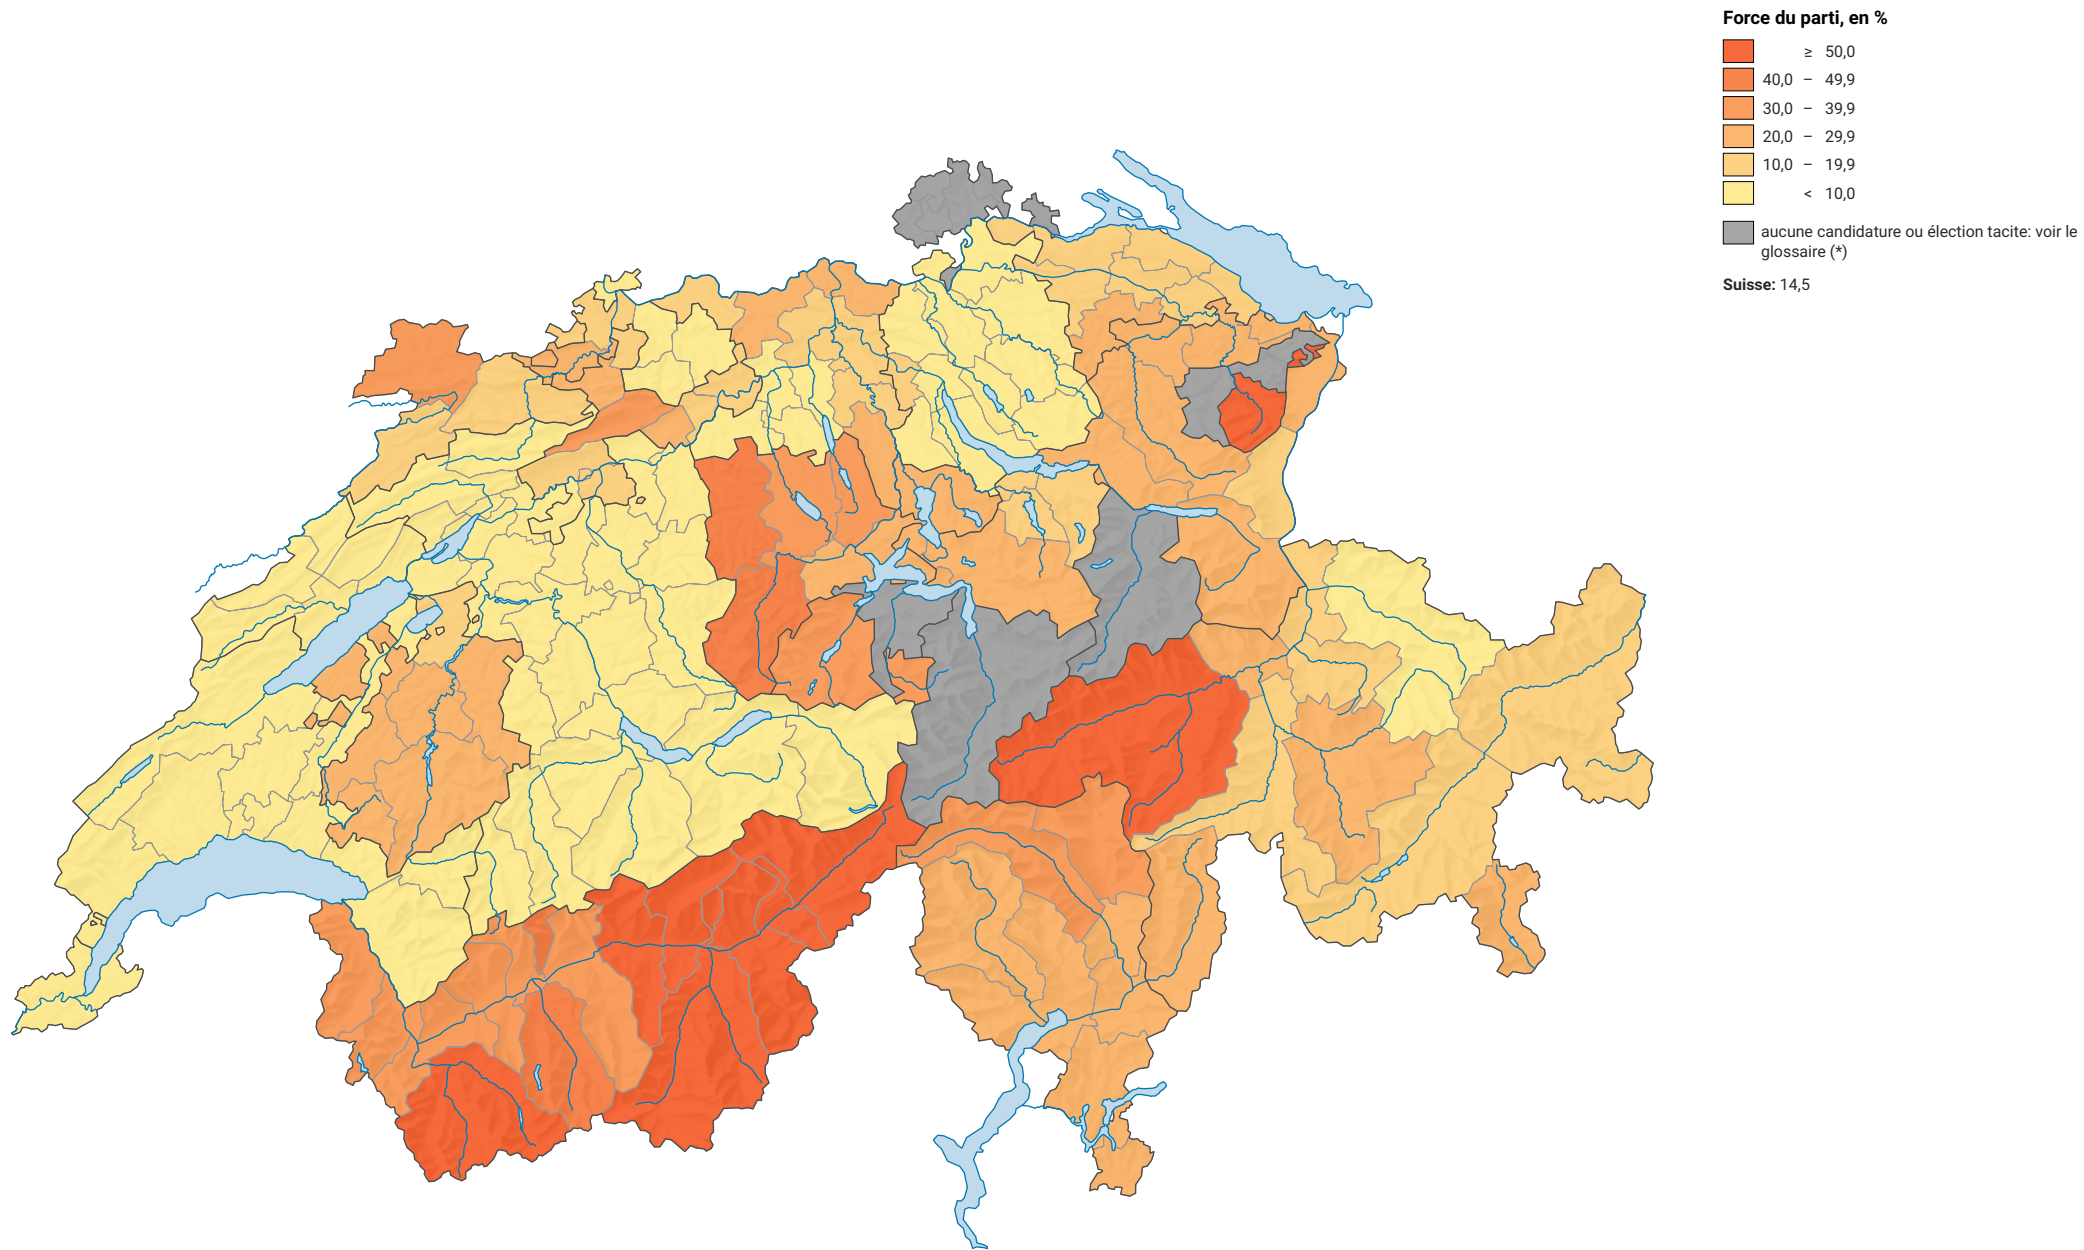 Force du parti, en %
≥ 50,0
40,0 – 49,9
30,0 – 39,9
20,0 – 29,9
10,0 – 19,9
< 10,0
aucune candidature ou élection tacite: voir le
glossaire (*)
Suisse: 14,5